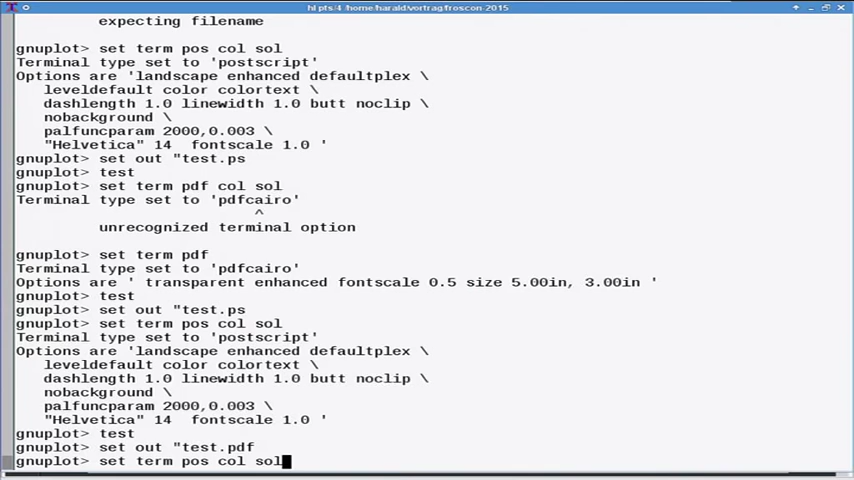 hl pts/4 /home/harald/vortrag/froscon-2015
expecting filename
gnuplot> set term pos col sol
Terminal type set to 'postscript'
Options are 'landscape enhanced defaultplex \
leveldefault color colortext \
dashlength 1.0 linewidth 1.0 butt noclip \
nobackground \
palfuncparam 2000,0.003 \
"Helvetica" 14  fontscale 1.0 '
gnuplot> set out "test.ps
gnuplot> test
gnuplot> set term pdf col sol
Terminal type set to 'pdfcairo'
^
unrecognized terminal option
gnuplot> set term pdf
Terminal type set to 'pdfcairo'
Options are ' transparent enhanced fontscale 0.5 size 5.00in, 3.00in '
gnuplot> test
gnuplot> set out "test.ps
gnuplot> set term pos col sol
Terminal type set to 'postscript'
Options are 'landscape enhanced defaultplex \
leveldefault color colortext \
dashlength 1.0 linewidth 1.0 butt noclip \
nobackground \
palfuncparam 2000,0.003 \
"Helvetica" 14  fontscale 1.0 '
gnuplot> test
gnuplot> set out "test.pdf
gnuplot> set term pos col sol